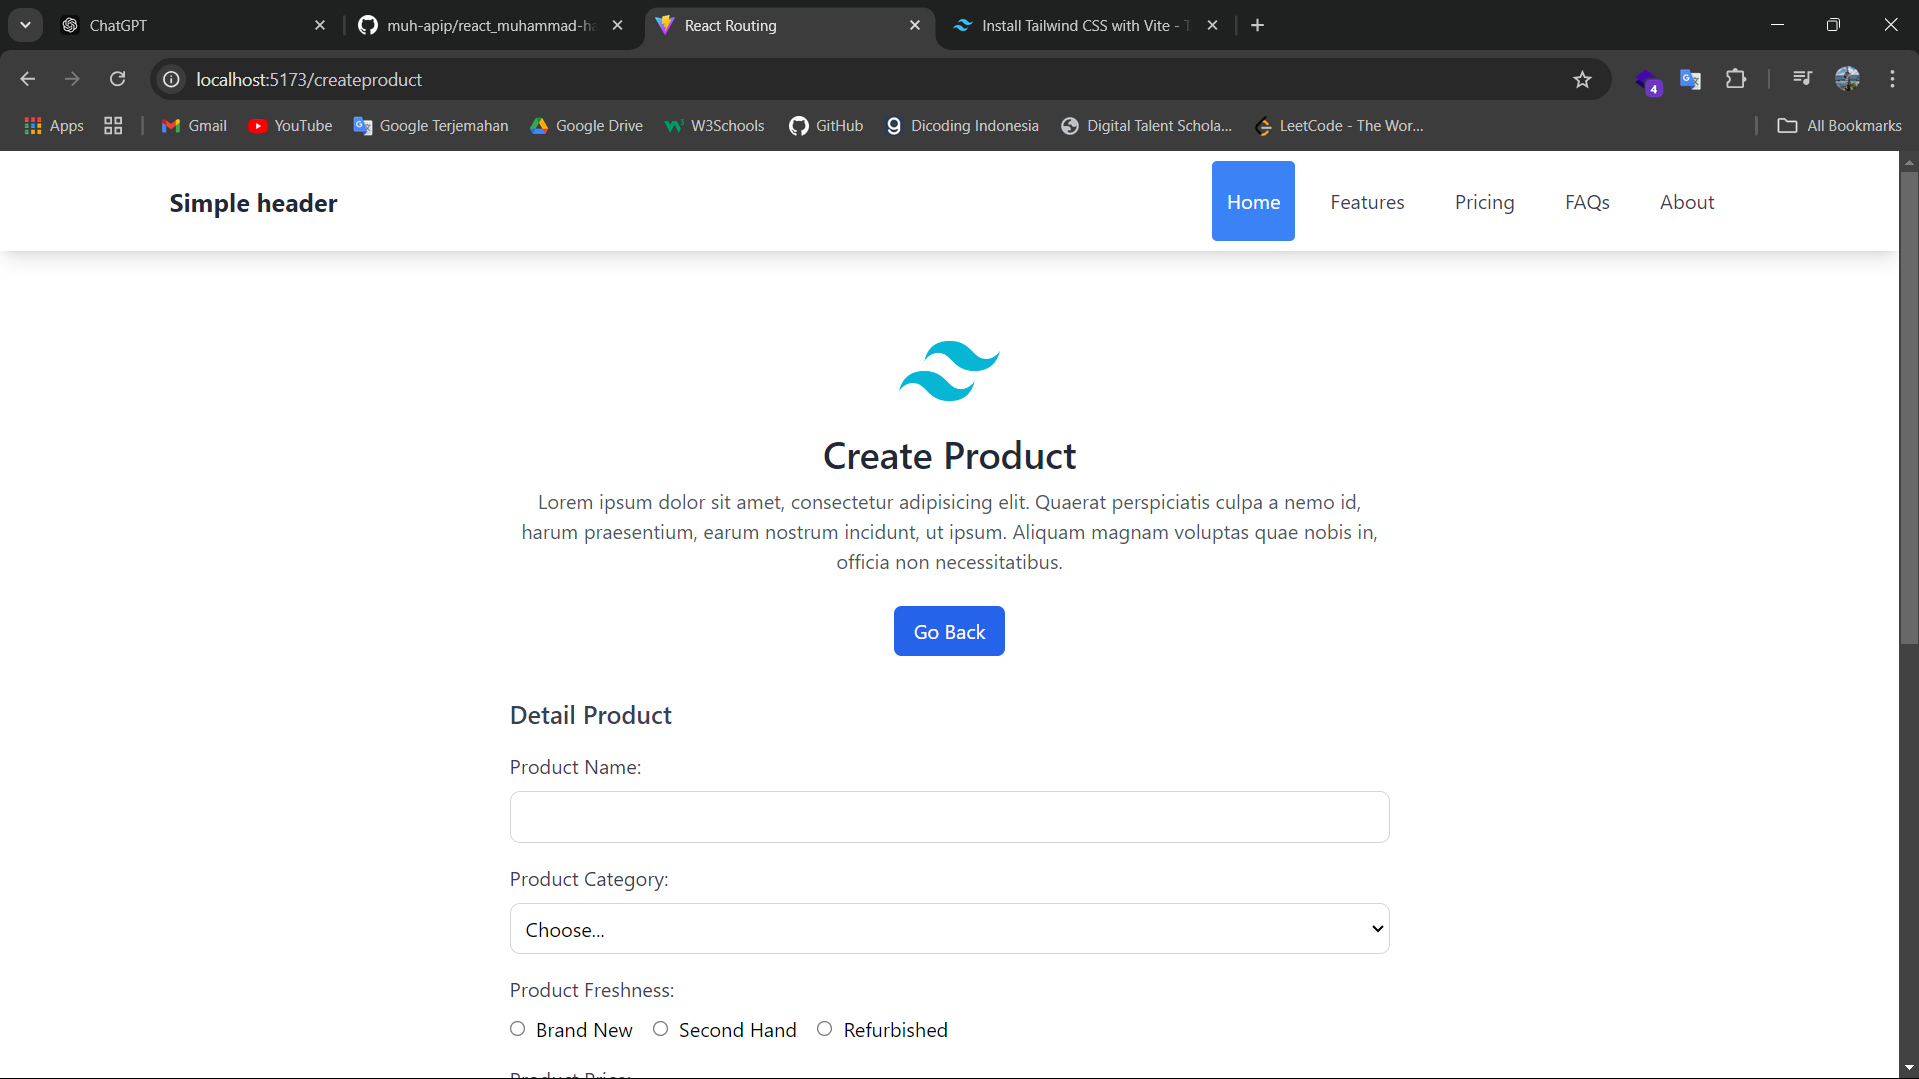 ChatGPT
muh-apip/react_muhammad-ha
React Routing
Install Tailwind CSS with Vite - T
localhost:5173/createproduct
4
Apps
Gmail
YouTube
Google Terjemahan
Google Drive
W3Schools
GitHub
Dicoding Indonesia
Digital Talent Schola...
LeetCode - The Wor...
All Bookmarks
Simple header
Home
Features
Pricing
FAQs
About
Create Product
Lorem ipsum dolor sit amet, consectetur adipisicing elit. Quaerat perspiciatis culpa a nemo id,
harum praesentium, earum nostrum incidunt, ut ipsum. Aliquam magnam voluptas quae nobis in,
officia non necessitatibus.
Go Back
Detail Product
Product Name:
Product Category:
Choose...
Product Freshness:
Brand New
Second Hand
Refurbished
Product Price: